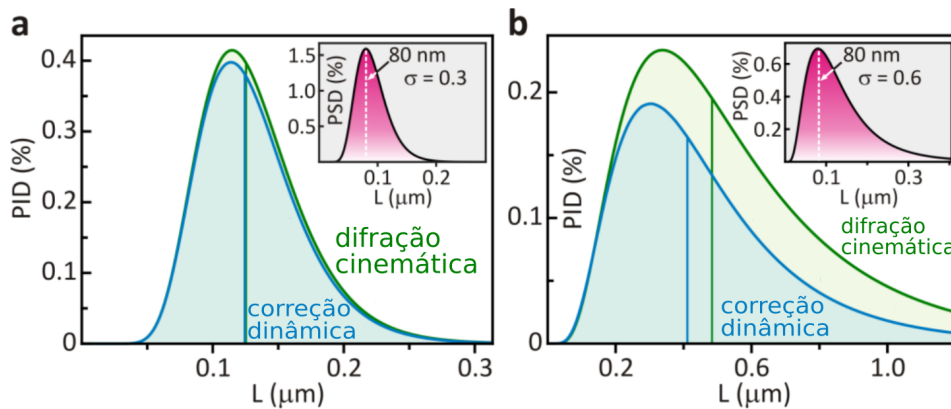 a
PID (%)
0.4
0.3
0.2
0.1
0
0.1
0.2
0.3
L (μm)
difração
cinemática
correção
dinâmica
PSD (%)
1.5
1.0
0.5
80 nm
σ = 0.3
0.1
0.2
L (μm)
b
PID (%)
0.2
0.1
0
0.2
0.6
1.0
L (μm)
difração
cinemática
correção
dinâmica
PSD (%)
0.6
0.4
0.2
80 nm
σ = 0.6
0.1
0.3
L (μm)